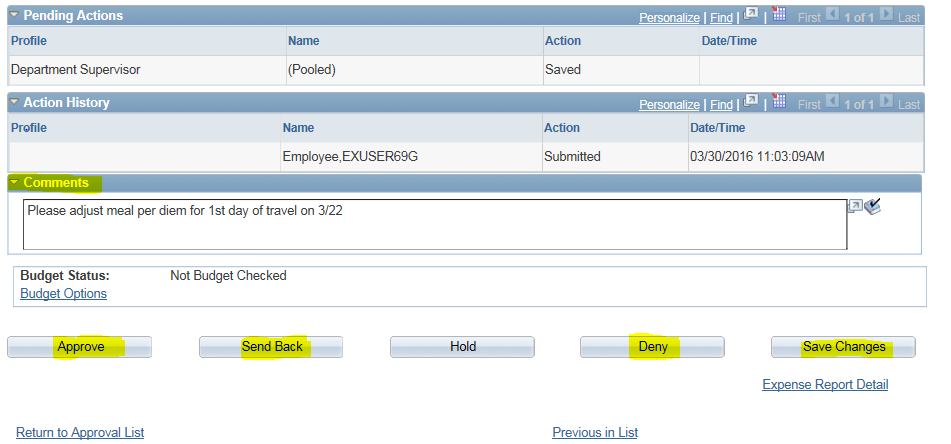 Pending Actions Personalize | Find | | First 1 of 1 Last
Profile Name Action Date/Time
Department Supervisor (Pooled) Saved
Action History Personalize | Find | | First 1 of 1 Last
Profile Name Action Date/Time
Employee,EXUSER69G Submitted 03/30/2016 11:03:09AM
Comments
Please adjust meal per diem for 1st day of travel on 3/22
Budget Status: Not Budget Checked
Budget Options
Approve Send Back Hold Deny Save Changes
Expense Report Detail
Return to Approval List Previous in List